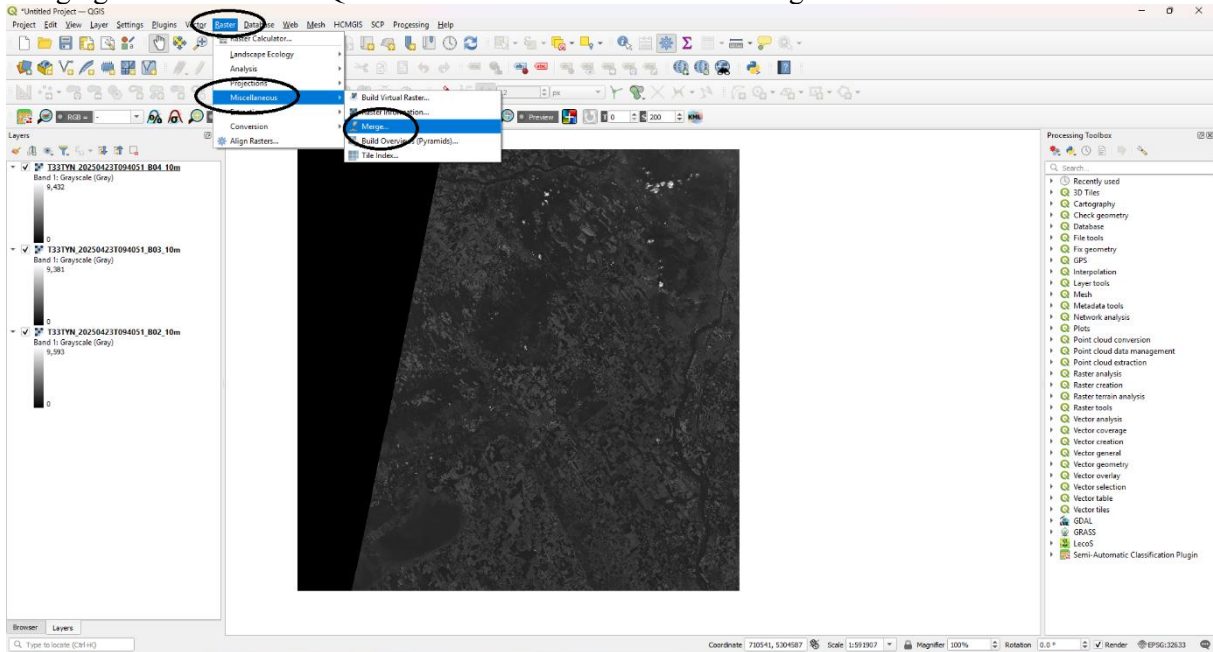 *Untitled Project — QGIS
Project Edit View Layer Settings Plugins Vector Raster Database Web Mesh HCMGIS SCP Processing Help
Raster Calculator...
Landscape Ecology
Analysis
Projections
Miscellaneous
Conversion
Align Rasters...
Build Virtual Raster...
Raster Information...
Merge...
Build Overviews (Pyramids)...
Tile Index...
RGB =
Preview
0
200
KML
px
Layers
T33TYN_20250423T094051_B04_10m
Band 1: Grayscale (Gray)
9,432
0
T33TYN_20250423T094051_B03_10m
Band 1: Grayscale (Gray)
9,381
0
T33TYN_20250423T094051_B02_10m
Band 1: Grayscale (Gray)
9,593
0
Processing Toolbox
Search...
Recently used
3D Tiles
Cartography
Check geometry
Database
File tools
Fix geometry
GPS
Interpolation
Layer tools
Mesh
Metadata tools
Network analysis
Plots
Point cloud conversion
Point cloud data management
Point cloud extraction
Raster analysis
Raster creation
Raster terrain analysis
Raster tools
Vector analysis
Vector coverage
Vector creation
Vector general
Vector geometry
Vector overlay
Vector selection
Vector table
Vector tiles
GDAL
GRASS
LecoS
Semi-Automatic Classification Plugin
Browser Layers
Type to locate (Ctrl+K)
Coordinate 710541, 5304587 Scale 1:591907 Magnifier 100% Rotation 0.0 ° Render EPSG:32633